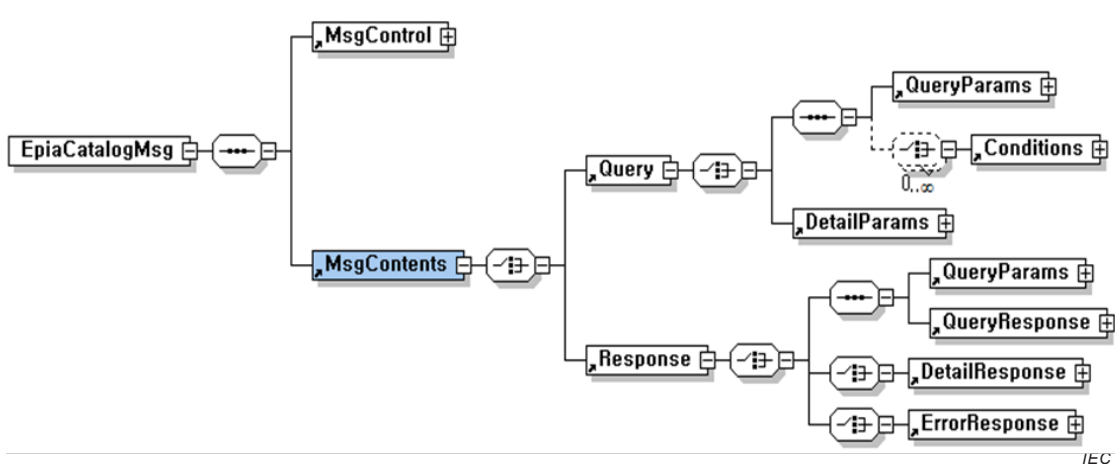 MsgControl
QueryParams
EpiaCatalogMsg
Conditions
Query
0..∞
DetailParams
MsgContents
QueryParams
QueryResponse
Response
DetailResponse
ErrorResponse
IEC